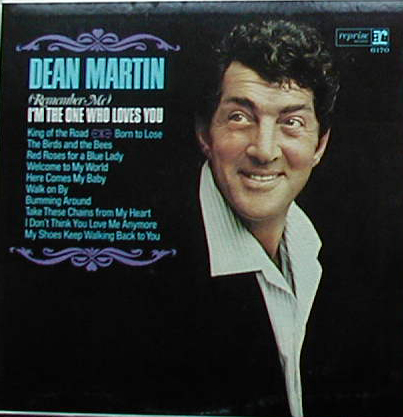 DEAN MARTIN
(Remember Me)
I'M THE ONE WHO LOVES YOU
King of the Road Born to Lose
The Birds and the Bees
Red Roses for a Blue Lady
Welcome to My World
Here Comes My Baby
Walk on By
Bumming Around
Take These Chains from My Heart
I Don't Think You Love Me Anymore
My Shoes Keep Walking Back to You
reprise
6170